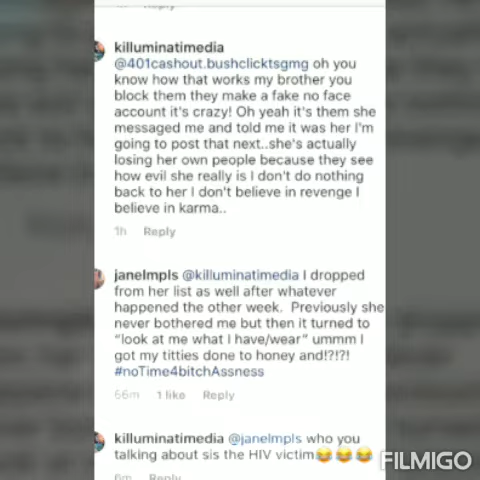 killuminatimedia
@401cashout.bushclicktsgmg oh you
know how that works my brother you
block them they make a fake no face
account it's crazy! Oh yeah it's them she
messaged me and told me it was her I'm
going to post that next..she's actually
losing her own people because they see
how evil she really is I don't do nothing
back to her I don't believe in revenge I
believe in karma..
1h Reply
janelmpls @killuminatimedia I dropped
from her list as well after whatever
happened the other week. Previously she
never bothered me but then it turned to
"look at me what I have/wear" ummm I
got my titties done to honey and!?!?!
#noTime4bitchAssness
56m 1 like Reply
killuminatimedia @janelmpls who you
talking about sis the HIV victim😂😂😂
6m Reply
FILMIGO